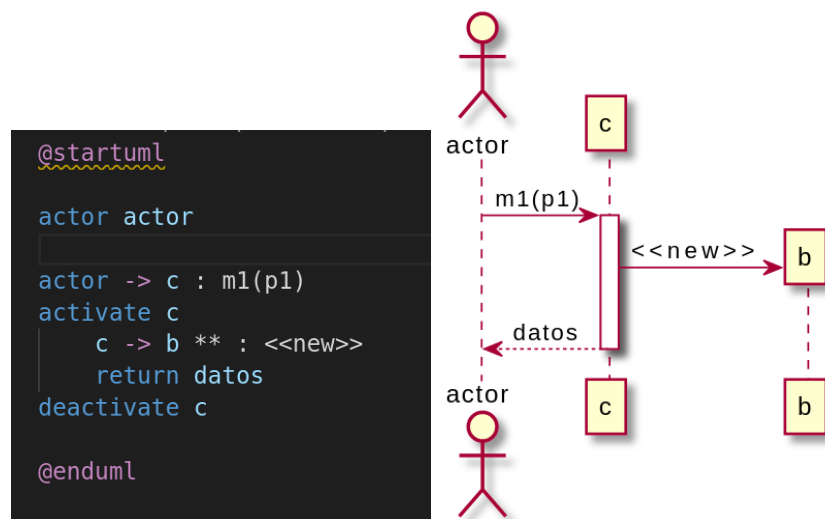 @startuml
actor actor
actor -> c : m1(p1)
activate c
c -> b ** : <<new>>
return datos
deactivate c
@enduml
actor
c
m1(p1)
<<new>>
b
datos
actor
c
b